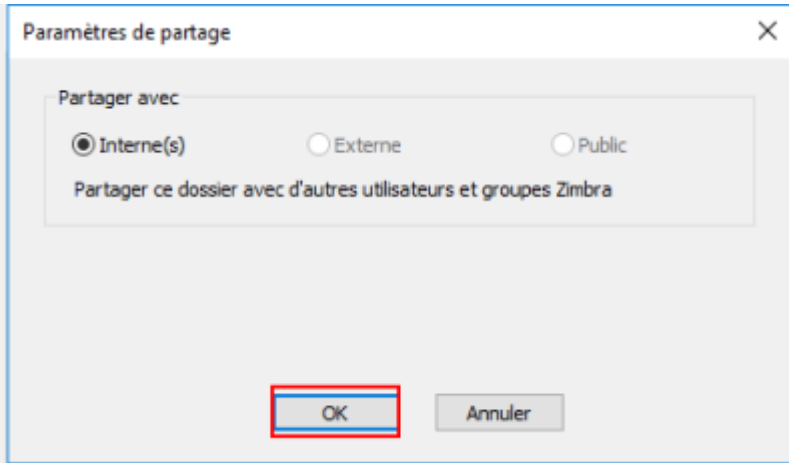 Paramètres de partage
Partager avec
Interne(s) Externe Public
Partager ce dossier avec d'autres utilisateurs et groupes Zimbra
OK Annuler